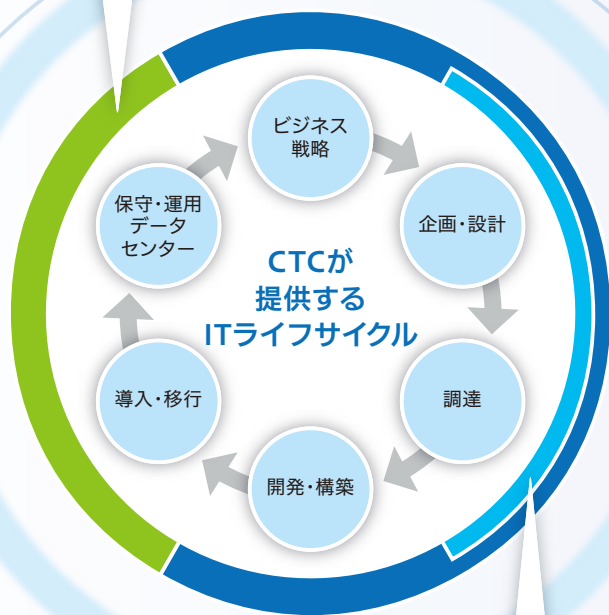 ビジネス
戦略
企画・設計
調達
開発・構築
導入・移行
保守・運用
データ
センター
CTCが
提供する
ITライフサイクル